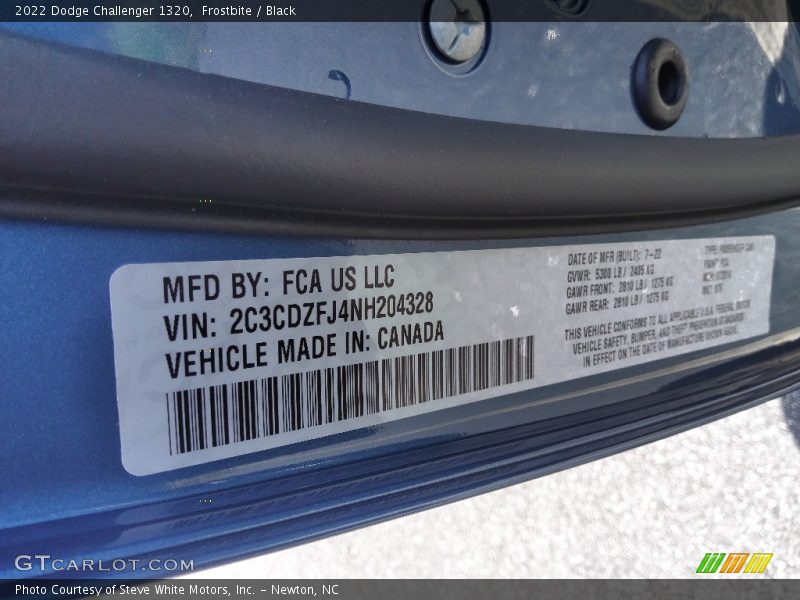 2022 Dodge Challenger 1320, Frostbite / Black
MFD BY: FCA US LLC
VIN: 2C3CDZFJ4NH204328
VEHICLE MADE IN: CANADA
DATE OF MFR (BUILT): 7-22
GVWR: 5300 LB / 2405 KG
GAWR FRONT: 2810 LB / 1275 KG
GAWR REAR: 2810 LB / 1275 KG
TYPE: PASSENGER CAR
THIS VEHICLE CONFORMS TO ALL APPLICABLE U.S.A. FEDERAL MOTOR
VEHICLE SAFETY, BUMPER, AND THEFT PREVENTION STANDARDS
IN EFFECT ON THE DATE OF MANUFACTURE SHOWN ABOVE.
GTCARLOT.COM
Photo Courtesy of Steve White Motors, Inc. – Newton, NC